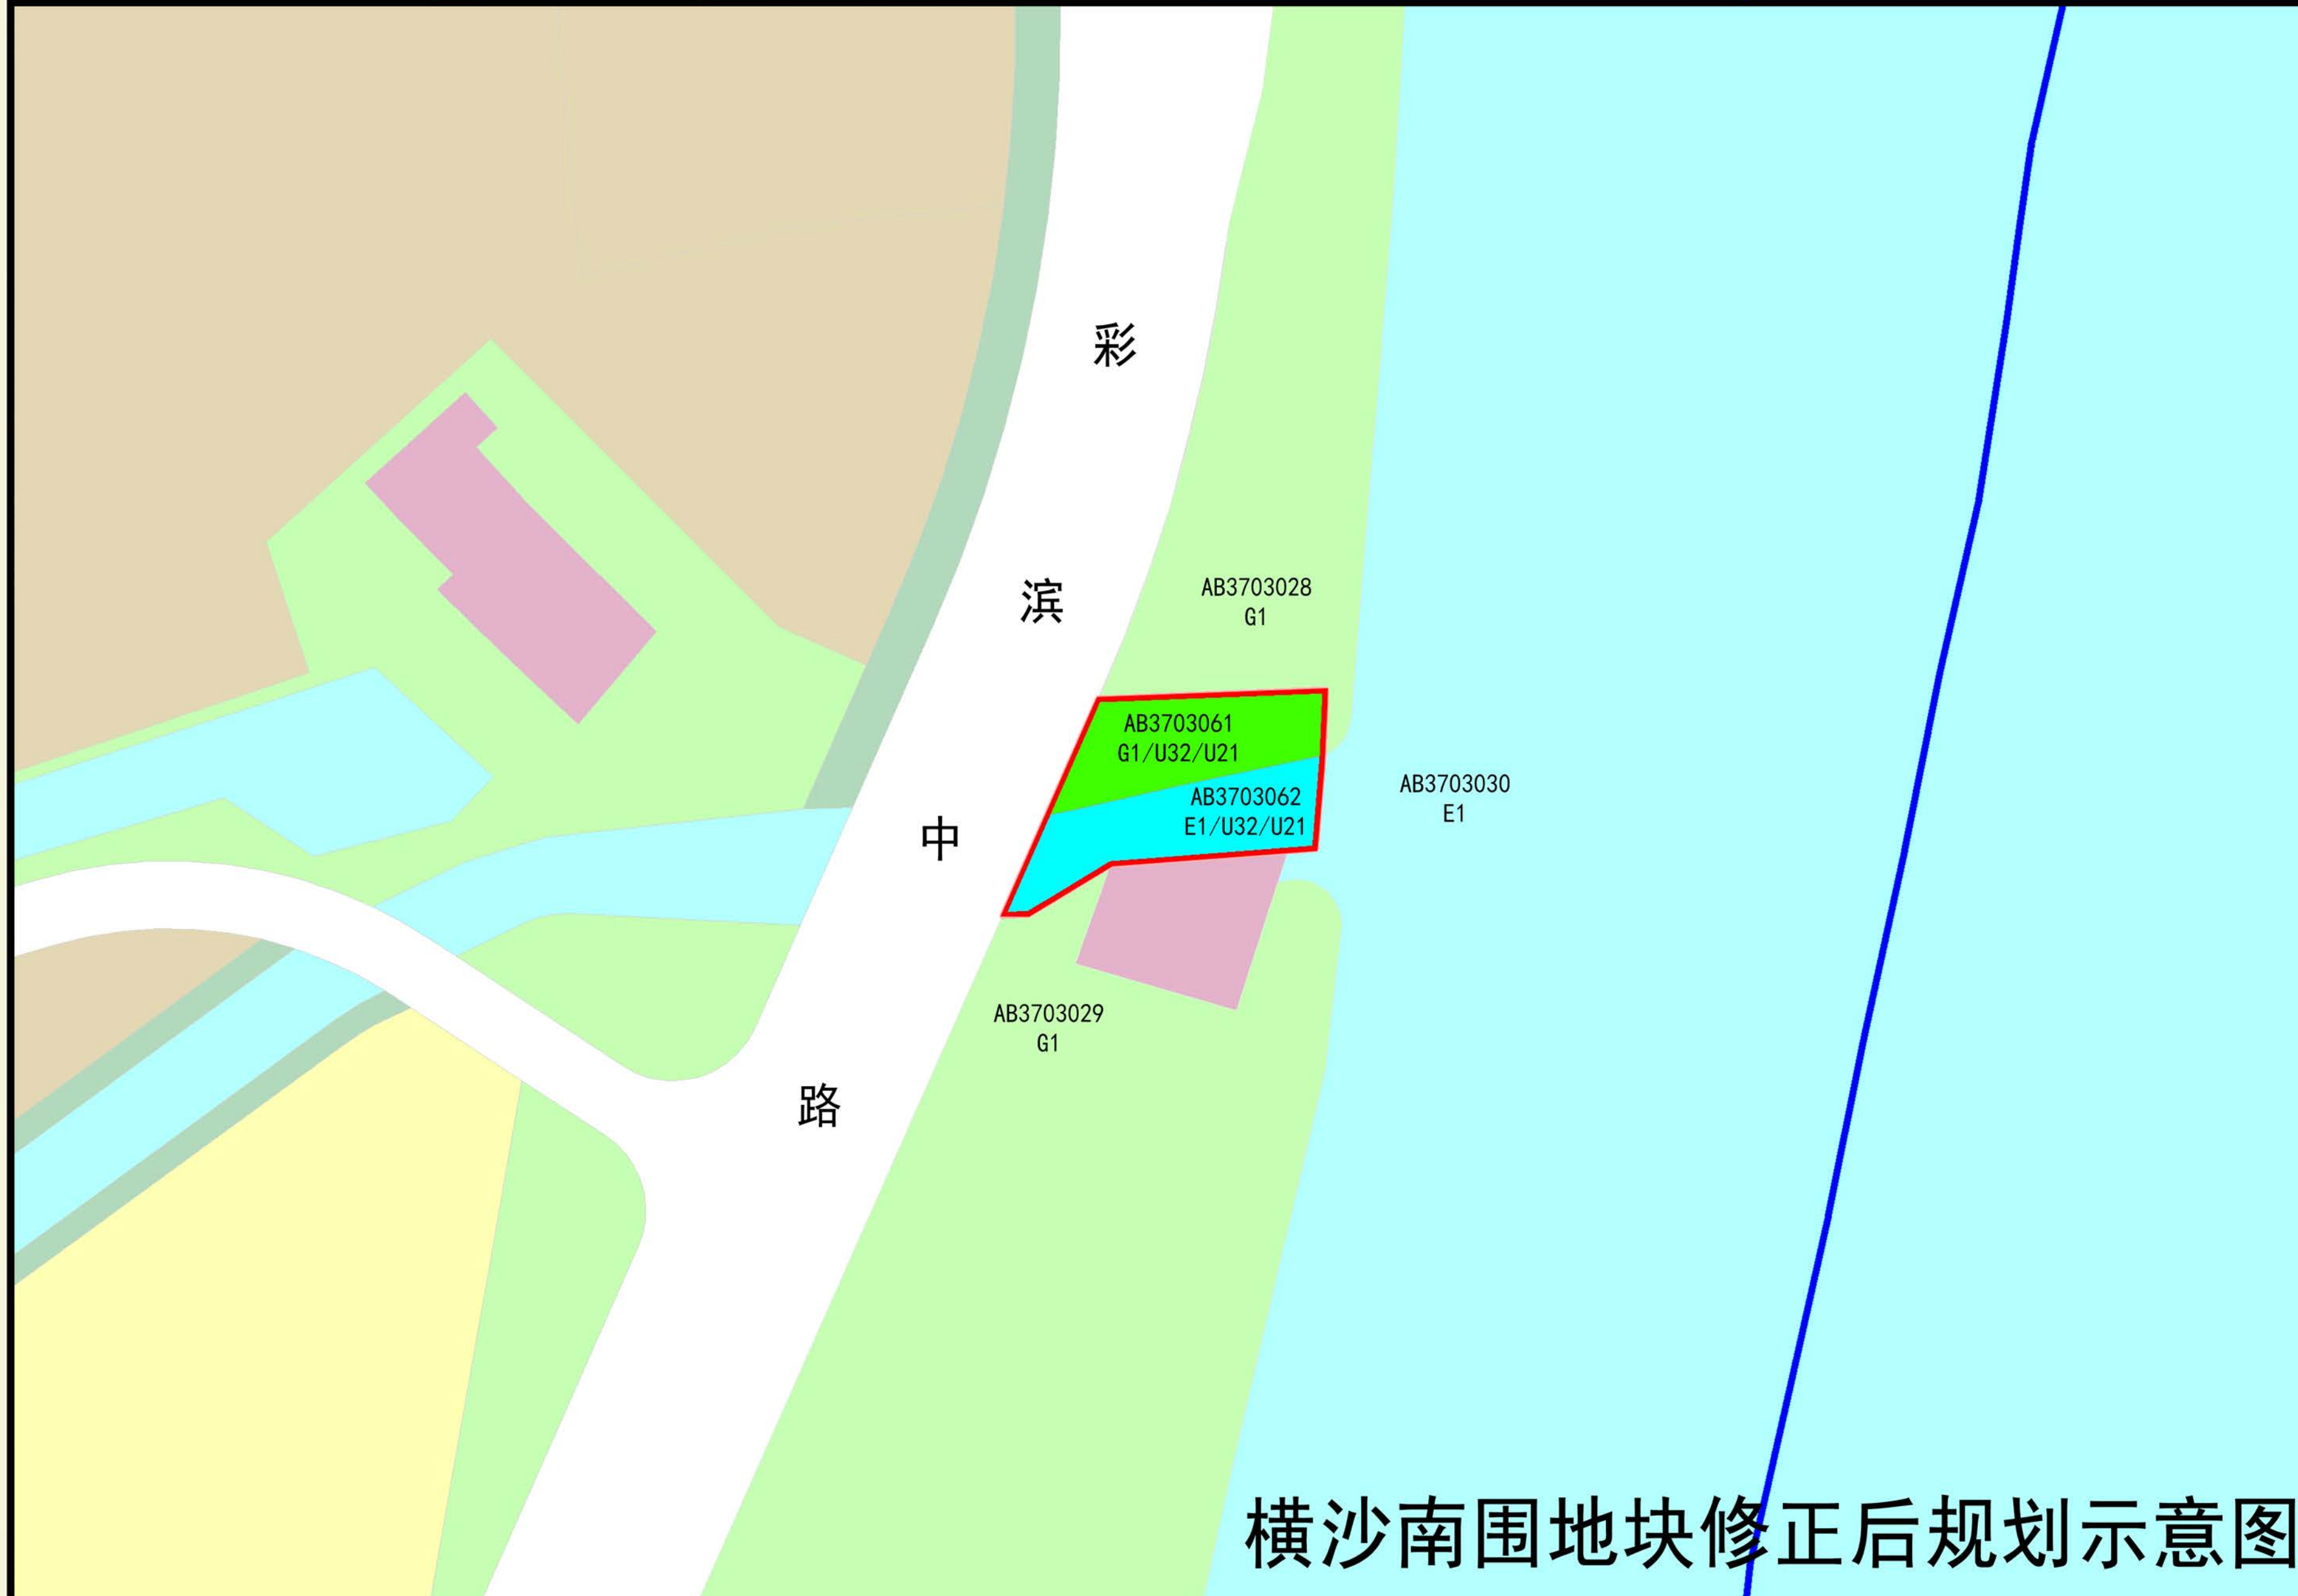 彩
滨
中
路
AB3703028
G1
AB3703061
G1/U32/U21
AB3703062
E1/U32/U21
AB3703030
E1
AB3703029
G1
横沙南围地块修正后规划示意图